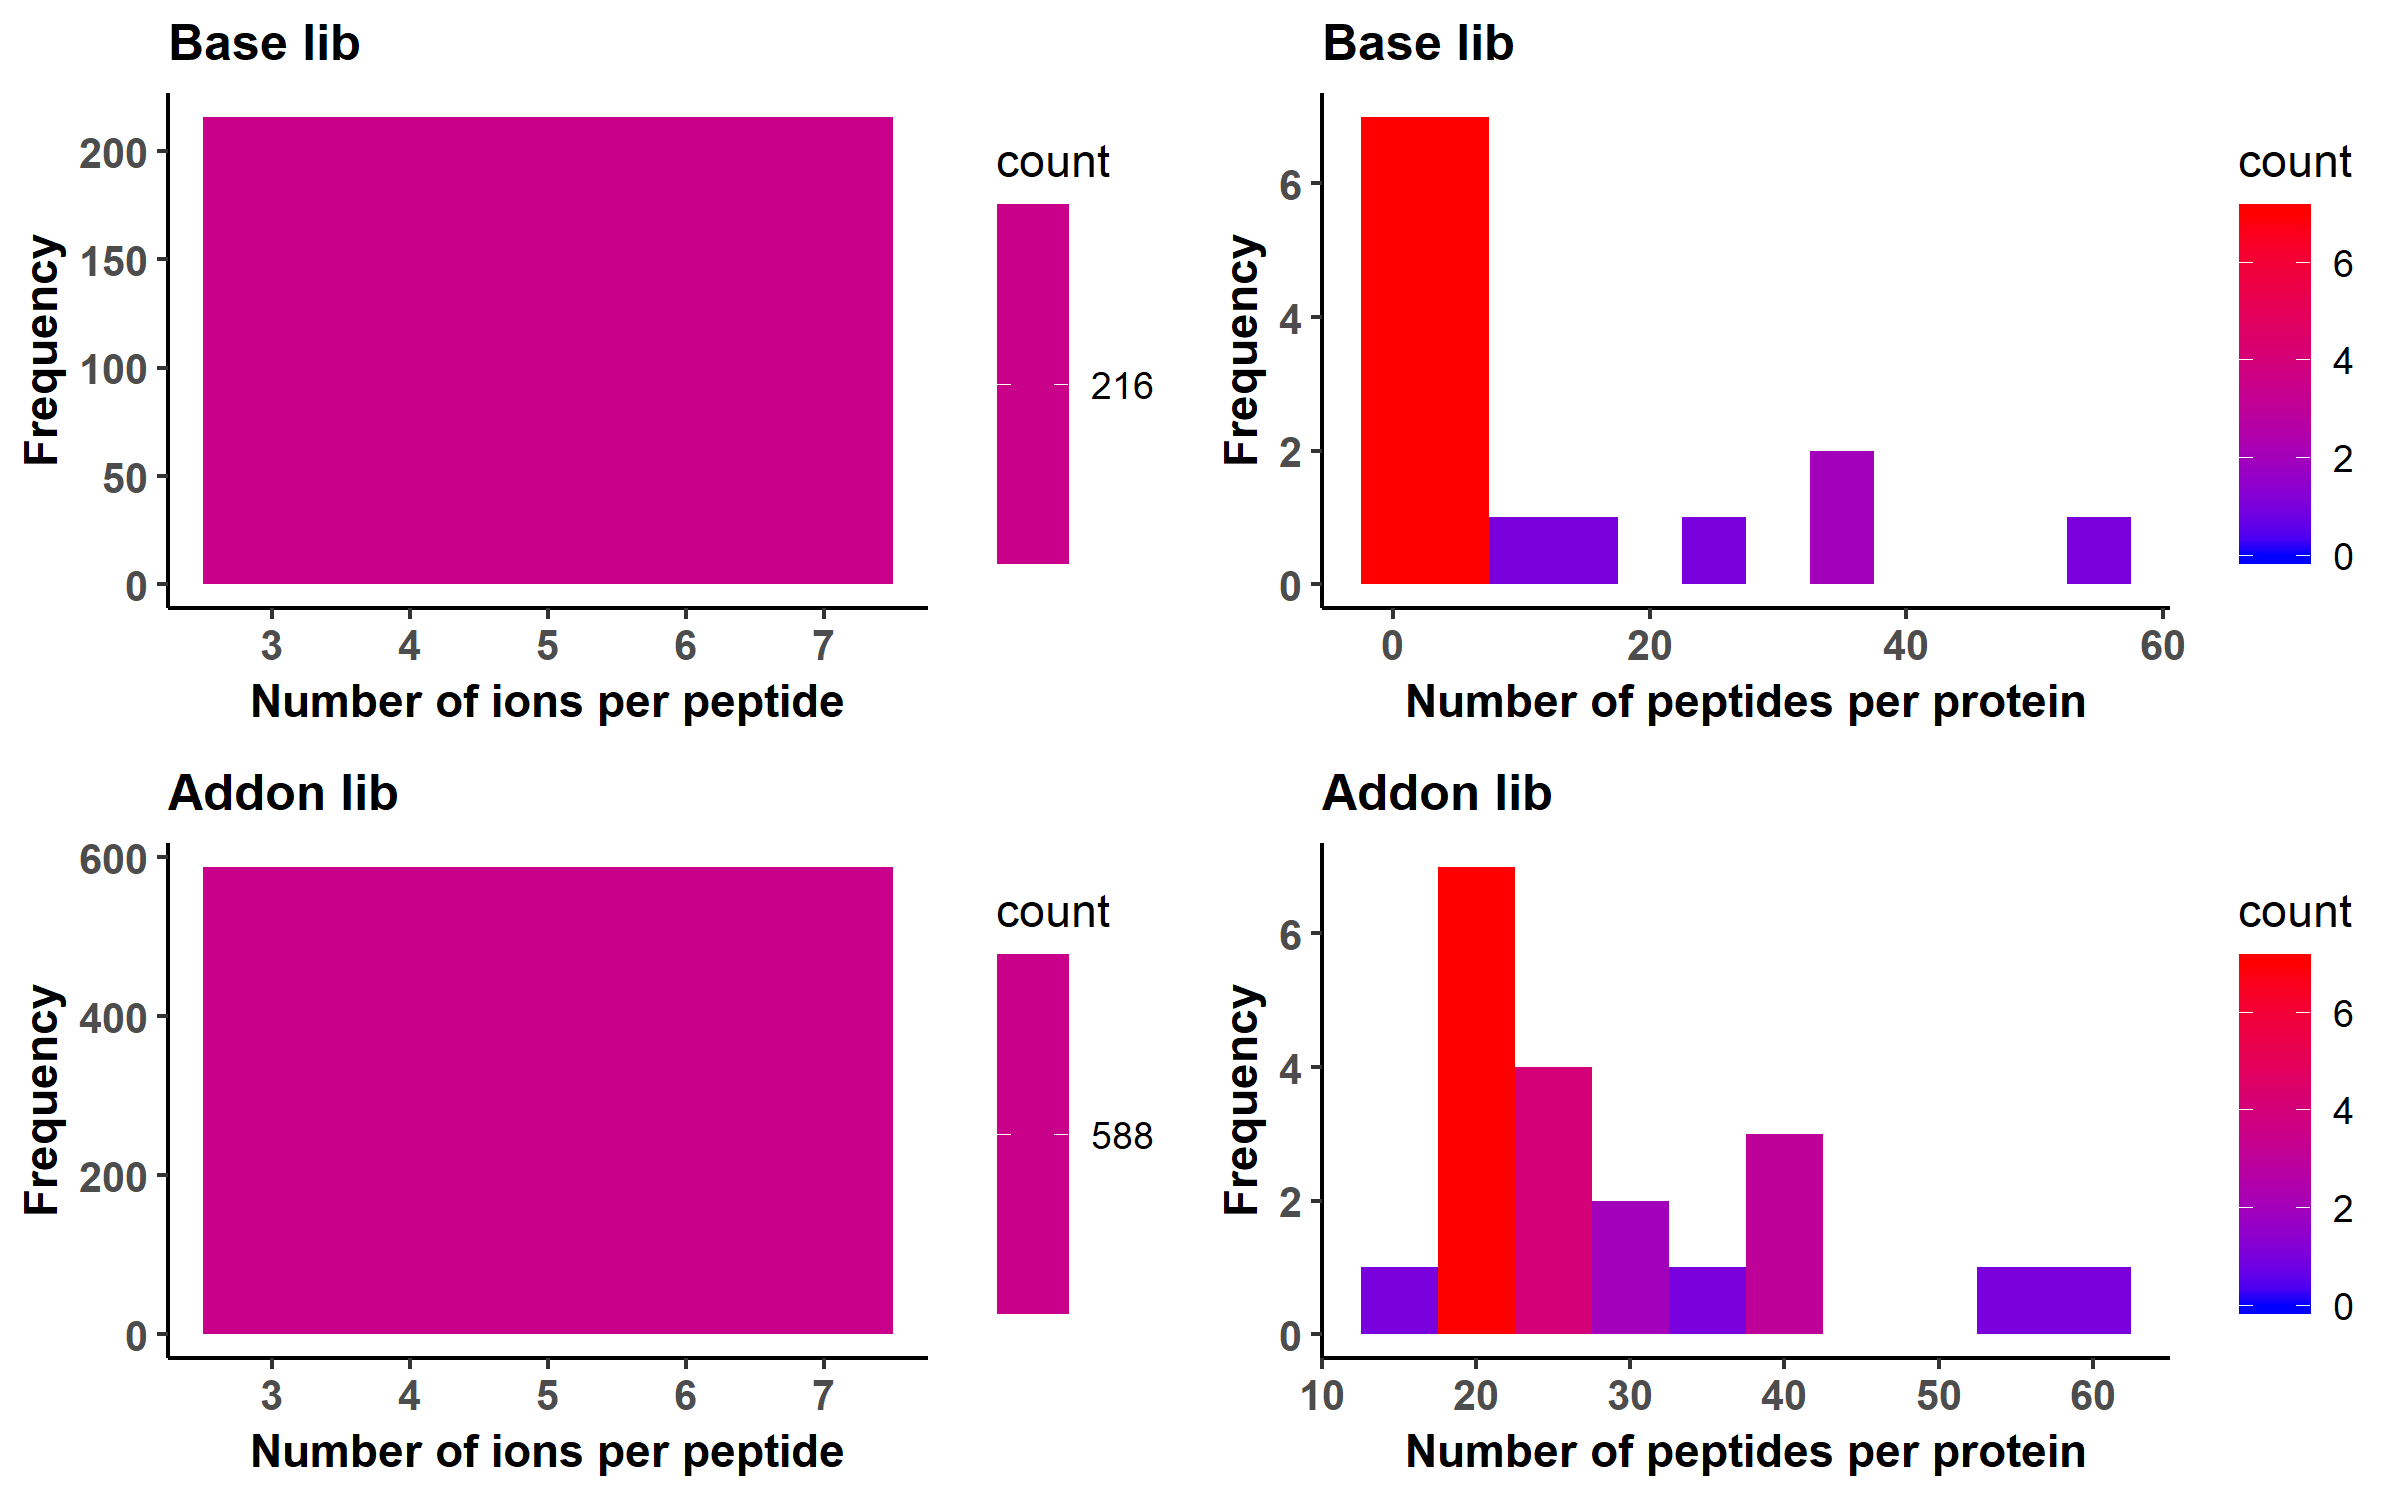 Base lib
Frequency
200
150
100
50
0
3 4 5 6 7
Number of ions per peptide
count
216
Base lib
Frequency
6
4
2
0
0 20 40 60
Number of peptides per protein
count
6
4
2
0
Addon lib
Frequency
600
400
200
0
3 4 5 6 7
Number of ions per peptide
count
588
Addon lib
Frequency
6
4
2
0
10 20 30 40 50 60
Number of peptides per protein
count
6
4
2
0